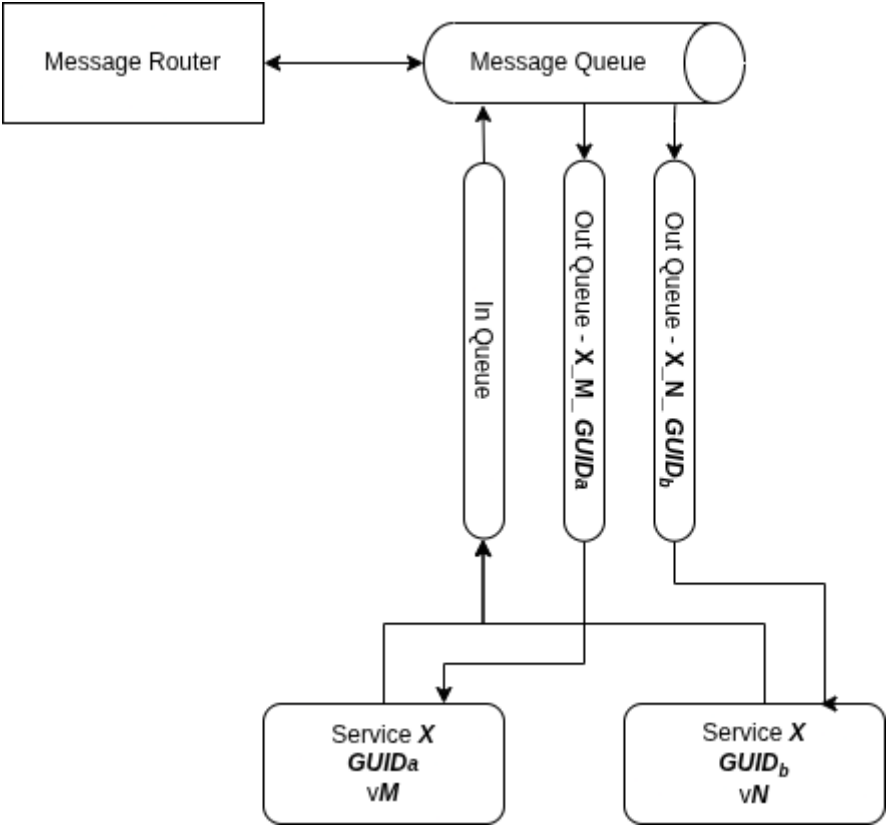 Message Router
Message Queue
In Queue
Out Queue - X_M_GUIDa
Out Queue - X_N_GUIDb
Service X
GUIDa
vM
Service X
GUIDb
vN